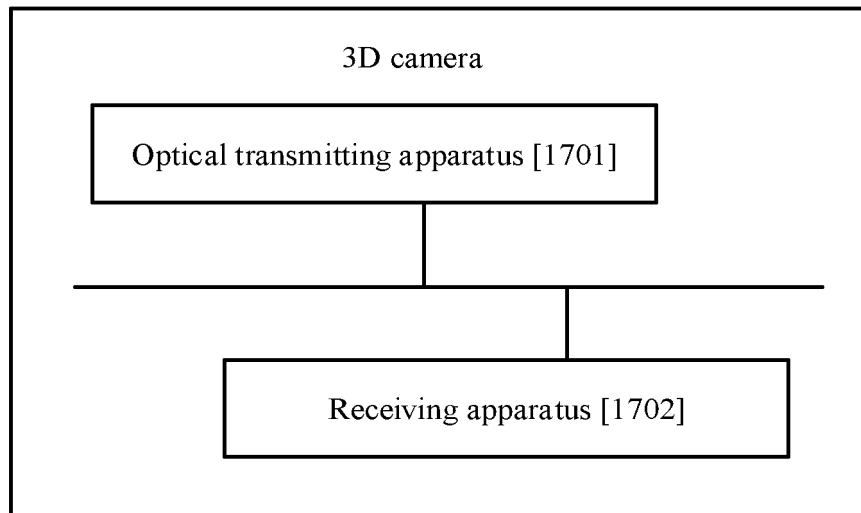 3D camera
Optical transmitting apparatus [1701]
Receiving apparatus [1702]